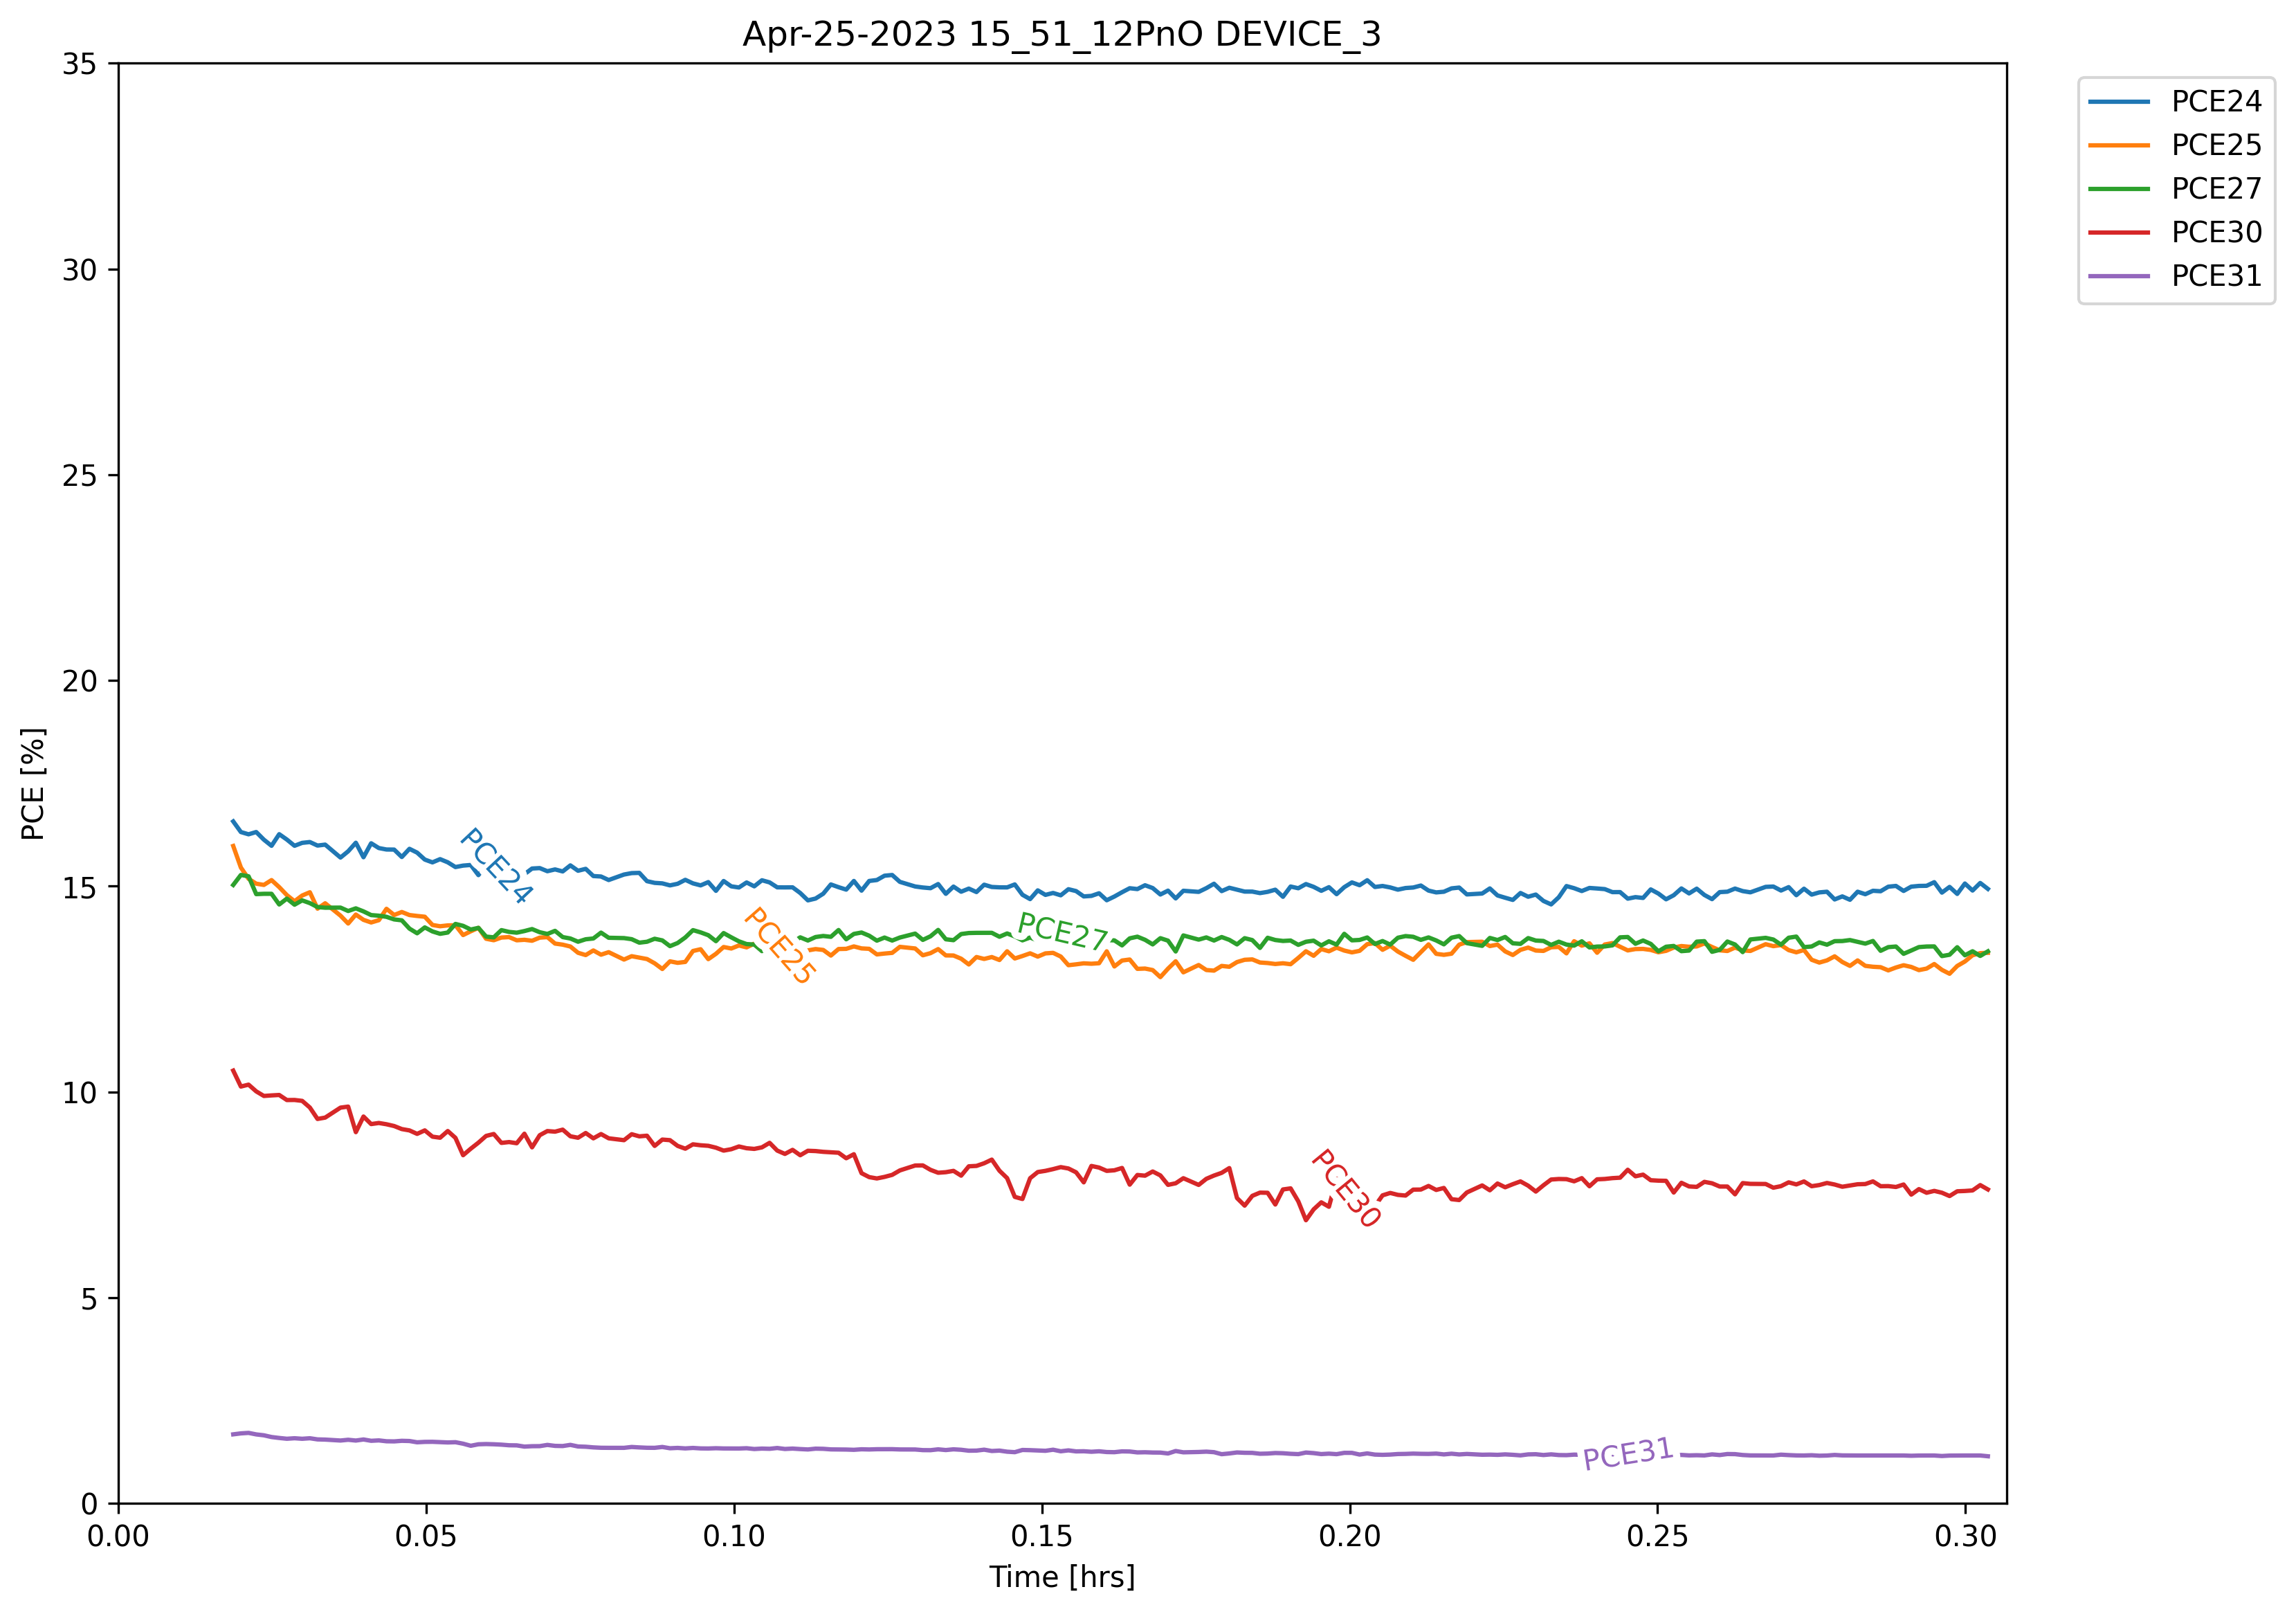 Apr-25-2023 15_51_12PnO DEVICE_3
35
30
25
20
15
10
5
0
PCE [%]
PCE24
PCE25
PCE27
PCE30
PCE31
0.00
0.05
0.10
0.15
0.20
0.25
0.30
Time [hrs]
PCE24
PCE25
PCE27
PCE30
PCE31